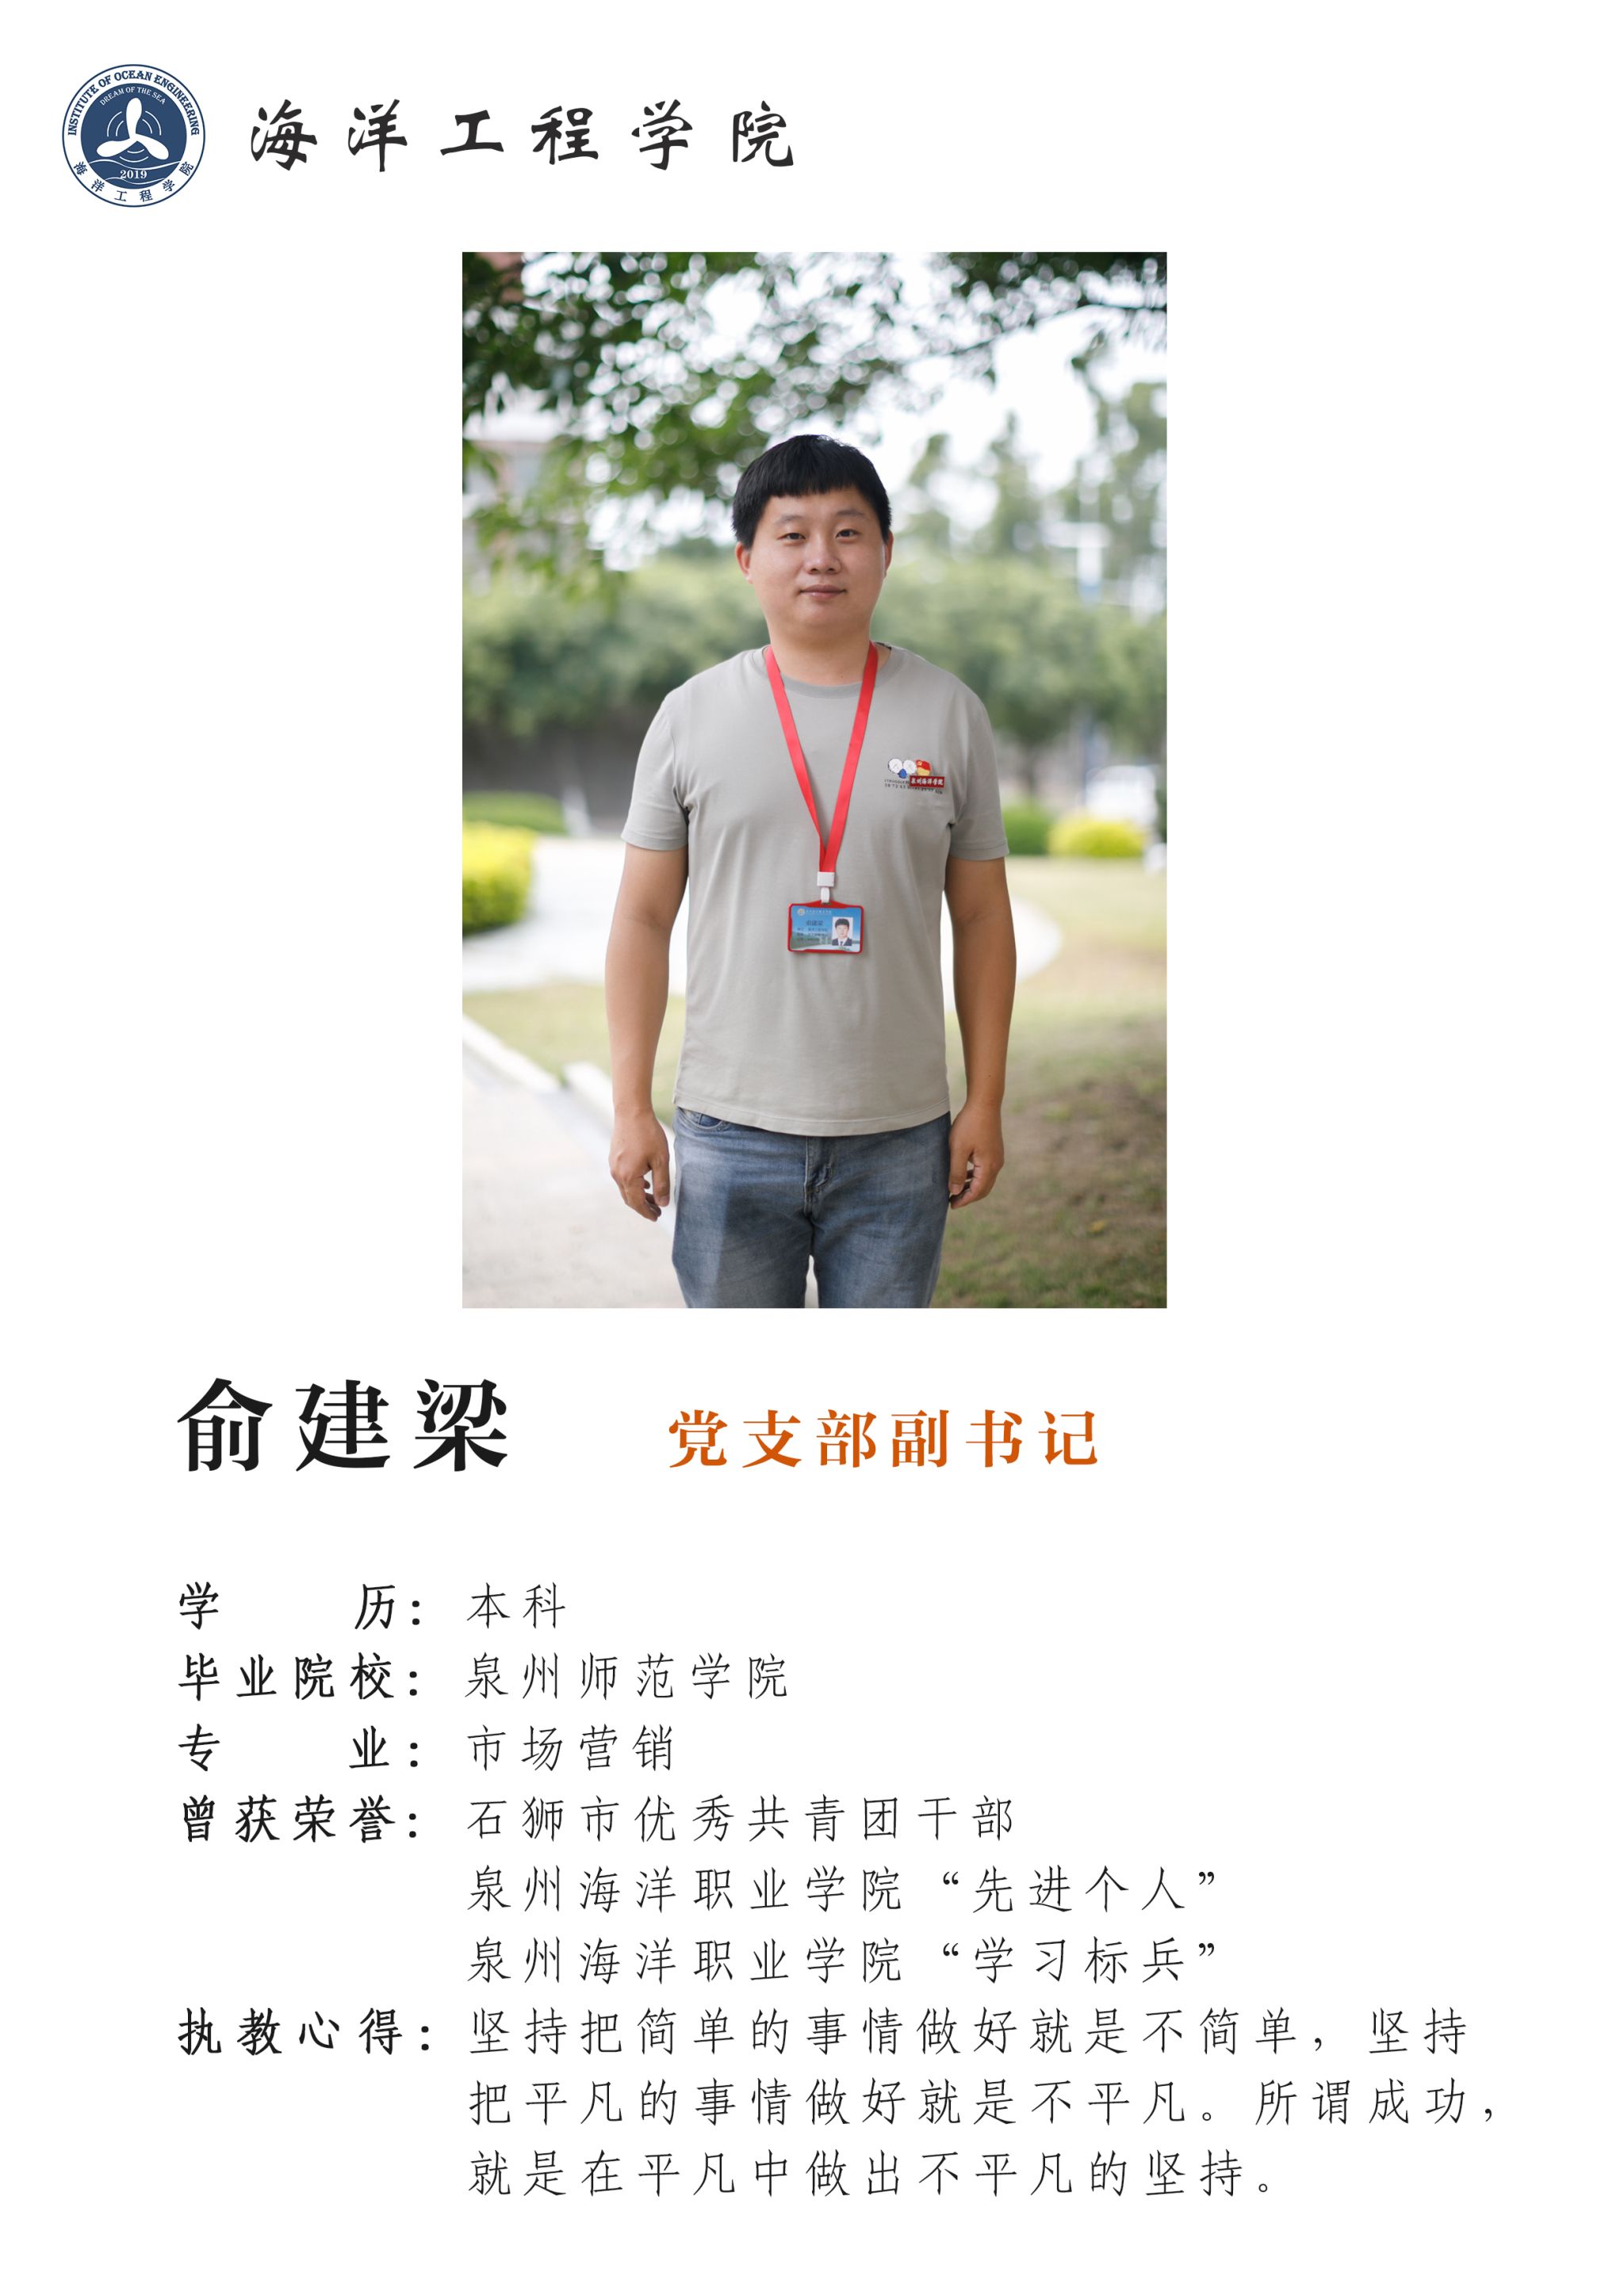 INSTITUTE OF OCEAN ENGINEERING
DREAM OF THE SEA
2019
海洋工程学院
海洋工程学院
泉州海洋学院
俞建梁 党支部副书记
学 历：本科
毕业院校：泉州师范学院
专 业：市场营销
曾获荣誉：石狮市优秀共青团干部
泉州海洋职业学院“先进个人”
泉州海洋职业学院“学习标兵”
执教心得：坚持把简单的事情做好就是不简单，坚持
把平凡的事情做好就是不平凡。所谓成功，
就是在平凡中做出不平凡的坚持。